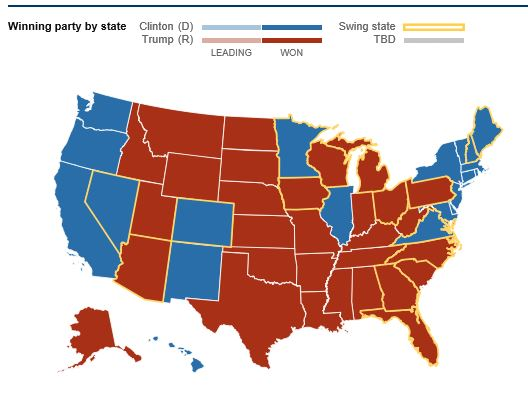 Winning party by state
Clinton (D)
Trump (R)
LEADING
WON
Swing state
TBD